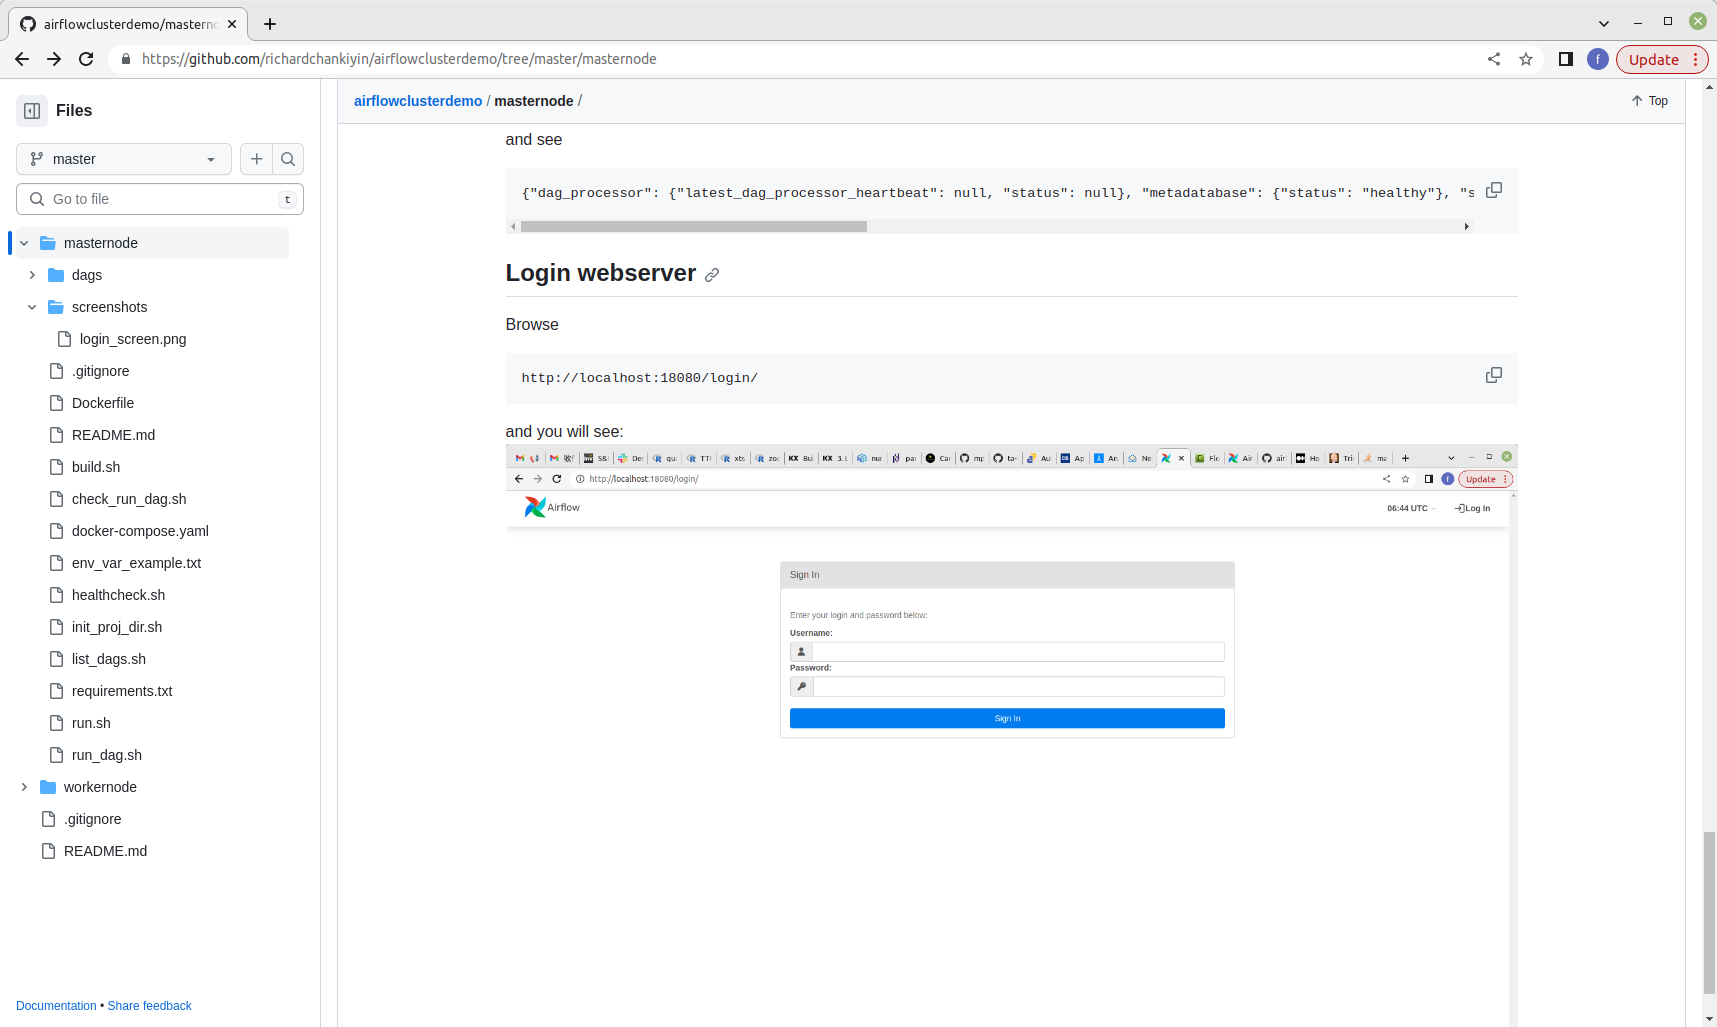 airflowclusterdemo/masterno
https://github.com/richardchankiyin/airflowclusterdemo/tree/master/masternode
f
Update
Files
master
Go to file
t
masternode
dags
screenshots
login_screen.png
.gitignore
Dockerfile
README.md
build.sh
check_run_dag.sh
docker-compose.yaml
env_var_example.txt
healthcheck.sh
init_proj_dir.sh
list_dags.sh
requirements.txt
run.sh
run_dag.sh
workernode
.gitignore
README.md
Documentation • Share feedback
airflowclusterdemo / masternode /
Top
and see
{"dag_processor": {"latest_dag_processor_heartbeat": null, "status": null}, "metadatabase": {"status": "healthy"}, "s
Login webserver
Browse
http://localhost:18080/login/
and you will see:
http://localhost:18080/login/
f
Update
Airflow
06:44 UTC
Log In
Sign In
Enter your login and password below:
Username:
Password:
Sign In